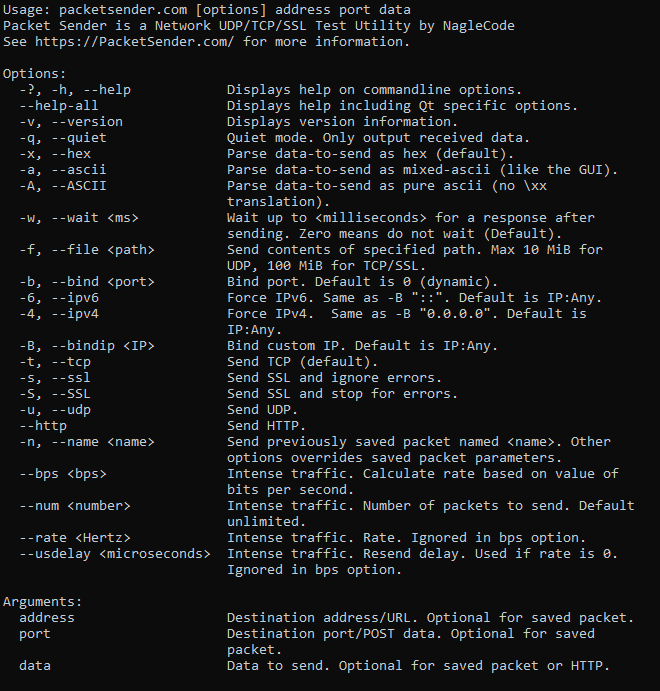 Usage: packetsender.com [options] address port data
Packet Sender is a Network UDP/TCP/SSL Test Utility by NagleCode
See https://PacketSender.com/ for more information.

Options:
  -?, -h, --help            Displays help on commandline options.
  --help-all                Displays help including Qt specific options.
  -v, --version             Displays version information.
  -q, --quiet               Quiet mode. Only output received data.
  -x, --hex                 Parse data-to-send as hex (default).
  -a, --ascii               Parse data-to-send as mixed-ascii (like the GUI).
  -A, --ASCII               Parse data-to-send as pure ascii (no \xx
                            translation).
  -w, --wait <ms>           Wait up to <milliseconds> for a response after
                            sending. Zero means do not wait (Default).
  -f, --file <path>         Send contents of specified path. Max 10 MiB for
                            UDP, 100 MiB for TCP/SSL.
  -b, --bind <port>         Bind port. Default is 0 (dynamic).
  -6, --ipv6                Force IPv6. Same as -B "::". Default is IP:Any.
  -4, --ipv4                Force IPv4.  Same as -B "0.0.0.0". Default is
                            IP:Any.
  -B, --bindip <IP>         Bind custom IP. Default is IP:Any.
  -t, --tcp                 Send TCP (default).
  -s, --ssl                 Send SSL and ignore errors.
  -S, --SSL                 Send SSL and stop for errors.
  -u, --udp                 Send UDP.
  --http                    Send HTTP.
  -n, --name <name>         Send previously saved packet named <name>. Other
                            options overrides saved packet parameters.
  --bps <bps>               Intense traffic. Calculate rate based on value of
                            bits per second.
  --num <number>            Intense traffic. Number of packets to send. Default
                            unlimited.
  --rate <Hertz>            Intense traffic. Rate. Ignored in bps option.
  --usdelay <microseconds>  Intense traffic. Resend delay. Used if rate is 0.
                            Ignored in bps option.

Arguments:
  address                   Destination address/URL. Optional for saved packet.
  port                      Destination port/POST data. Optional for saved
                            packet.
  data                      Data to send. Optional for saved packet or HTTP.